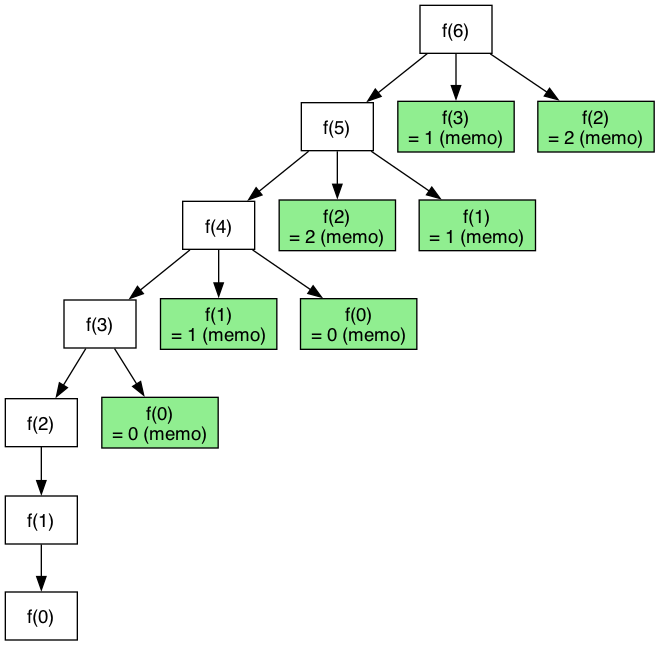 f(6)
f(5)
f(3)
= 1 (memo)
f(2)
= 2 (memo)
f(4)
f(2)
= 2 (memo)
f(1)
= 1 (memo)
f(3)
f(1)
= 1 (memo)
f(0)
= 0 (memo)
f(2)
f(0)
= 0 (memo)
f(1)
f(0)